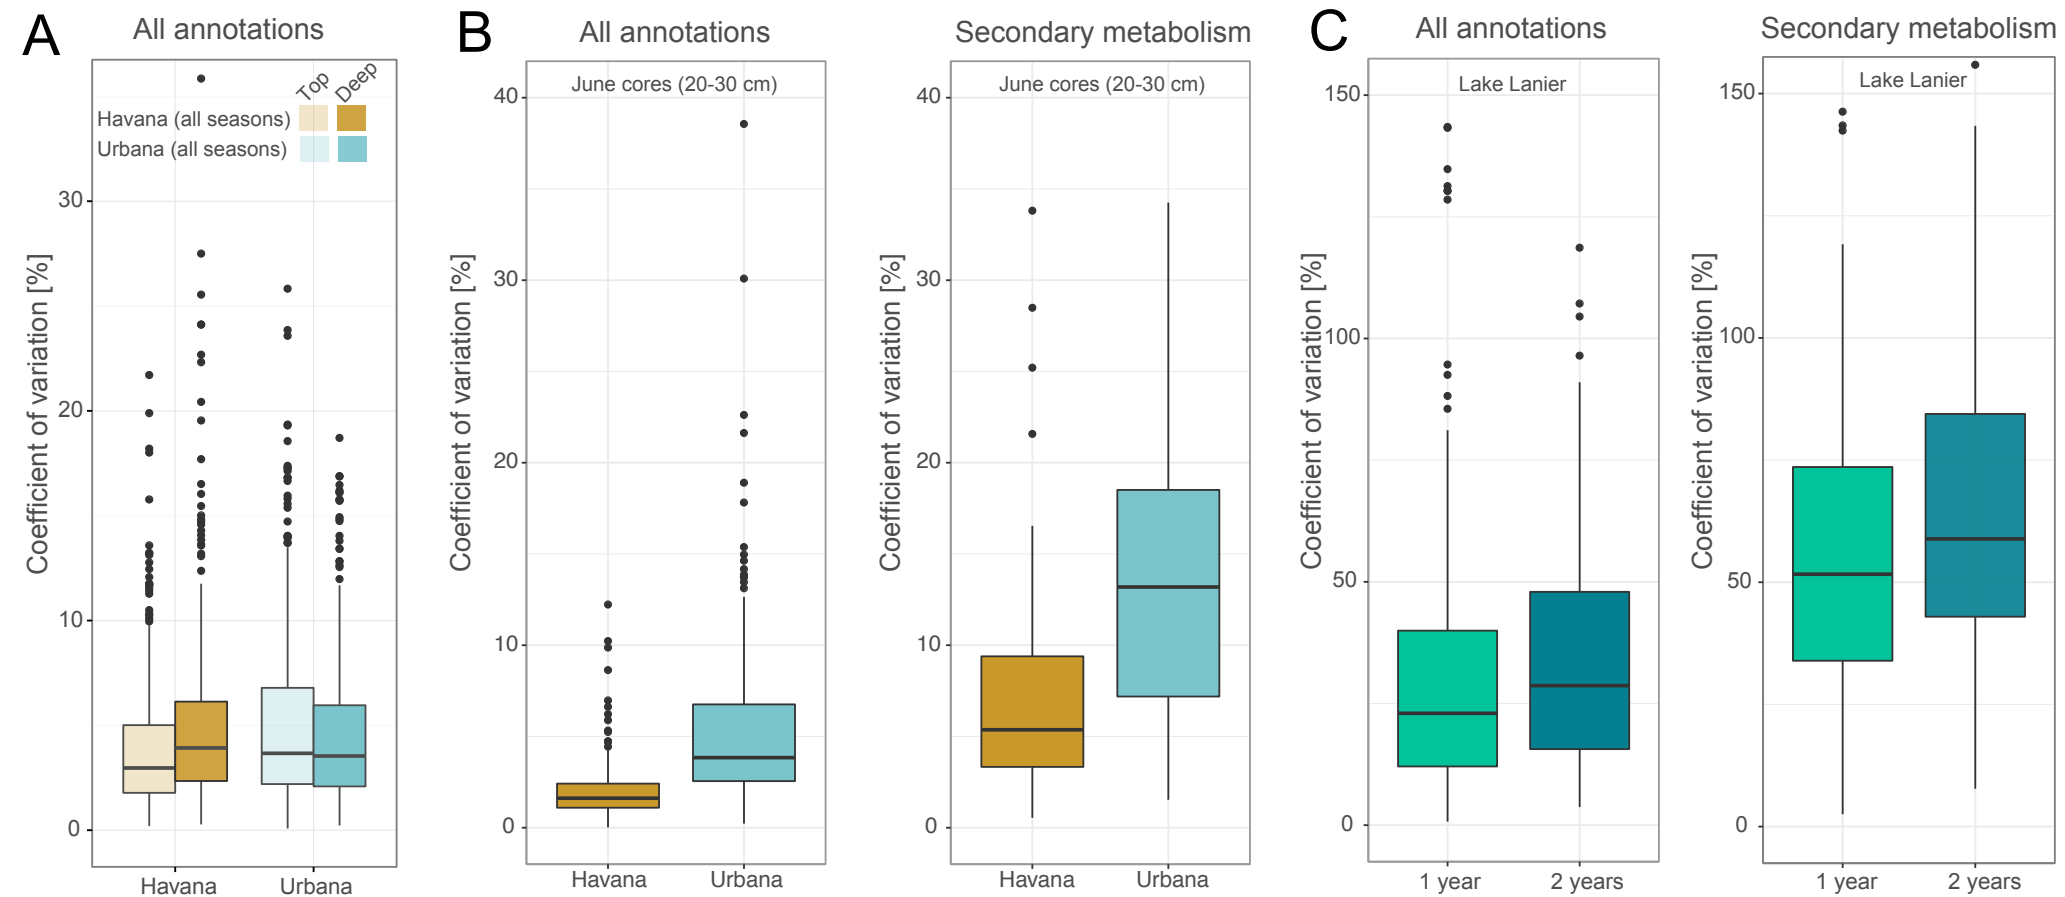 A
All annotations
Top
Deep
Havana (all seasons)
Urbana (all seasons)
Coefficient of variation [%]
30
20
10
0
Havana
Urbana
B
All annotations
June cores (20-30 cm)
Coefficient of variation [%]
40
30
20
10
0
Havana
Urbana
Secondary metabolism
June cores (20-30 cm)
Coefficient of variation [%]
40
30
20
10
0
Havana
Urbana
C
All annotations
Lake Lanier
Coefficient of variation [%]
150
100
50
0
1 year
2 years
Secondary metabolism
Lake Lanier
Coefficient of variation [%]
150
100
50
0
1 year
2 years